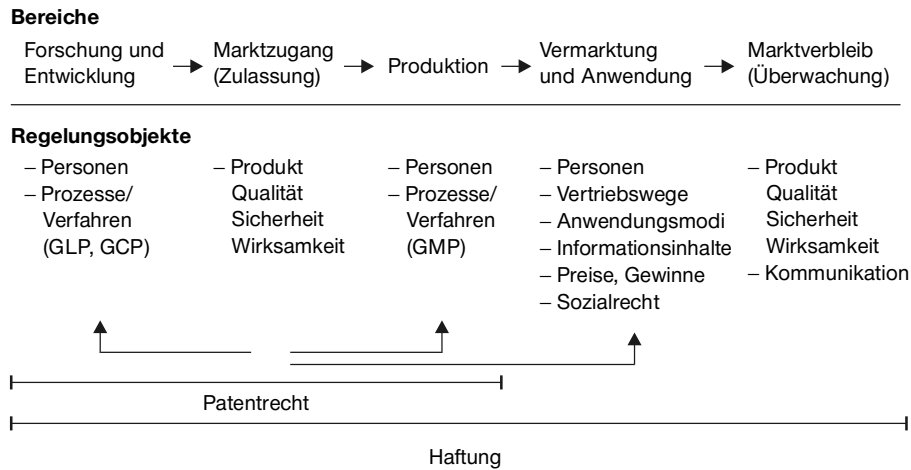 Bereiche
Forschung und
Entwicklung
Marktzugang
(Zulassung)
Produktion
Vermarktung
und Anwendung
Marktverbleib
(Überwachung)
Regelungsobjekte
– Personen
– Prozesse/
Verfahren
(GLP, GCP)
– Produkt
Qualität
Sicherheit
Wirksamkeit
– Personen
– Prozesse/
Verfahren
(GMP)
– Personen
– Vertriebswege
– Anwendungsmodi
– Informationsinhalte
– Preise, Gewinne
– Sozialrecht
– Produkt
Qualität
Sicherheit
Wirksamkeit
– Kommunikation
Patentrecht
Haftung